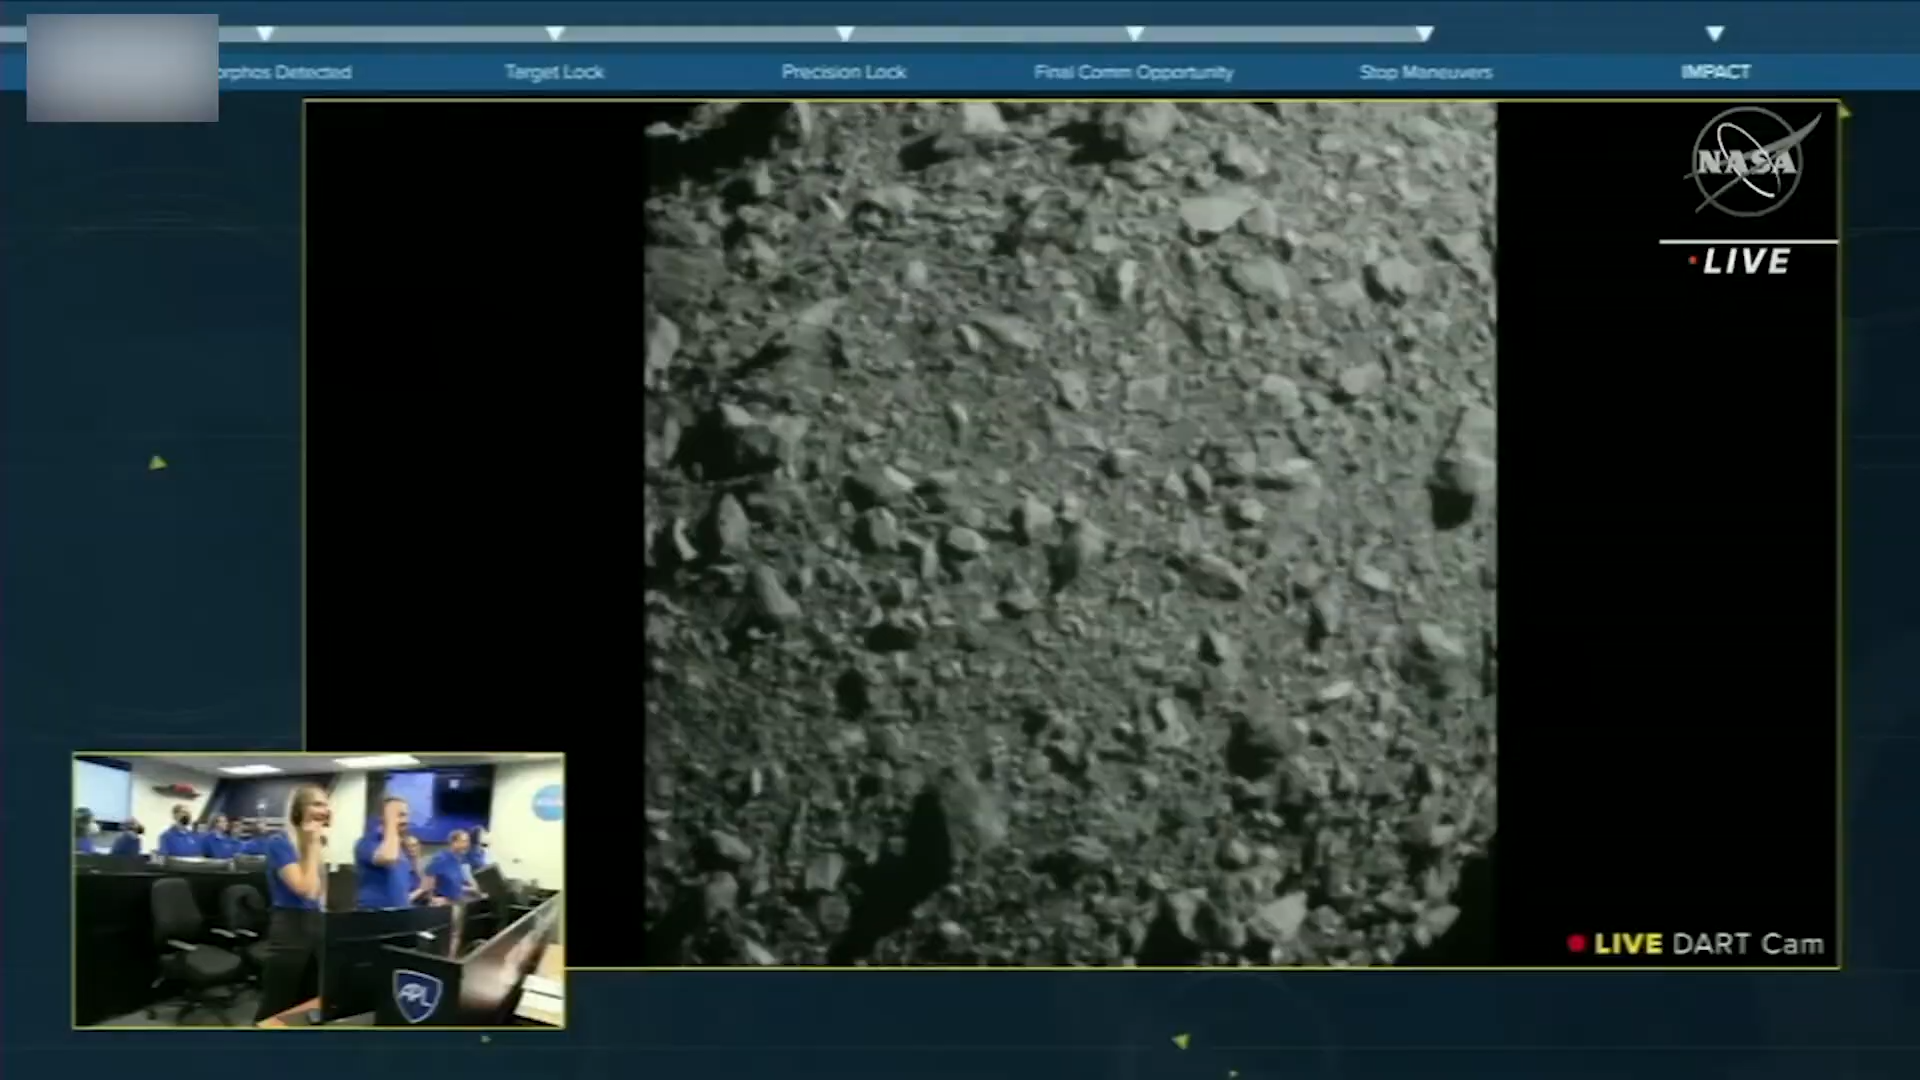 orphos Detected
Target Lock
Precision Lock
Final Comm Opportunity
Stop Maneuvers
IMPACT
NASA
LIVE
APL
LIVE DART Cam